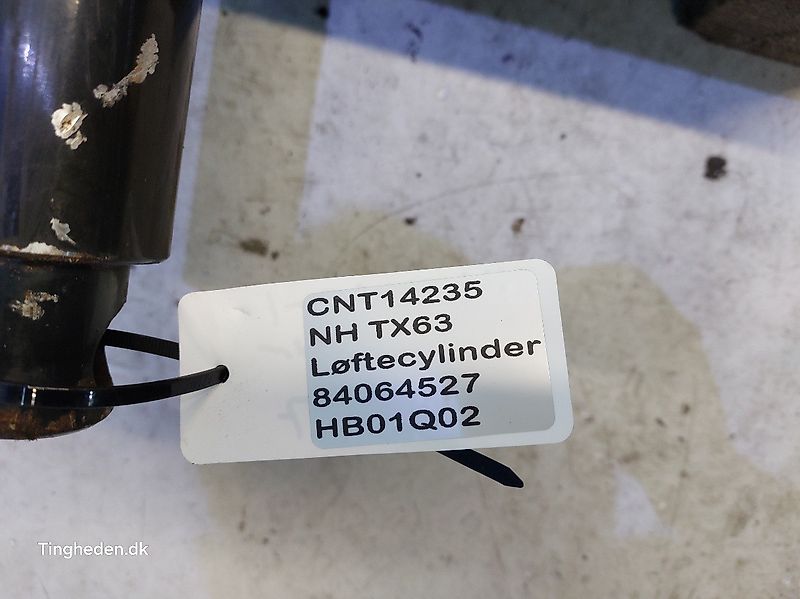 CNT14235
NH TX63
Løftecylinder
84064527
HB01Q02
Tingheden.dk